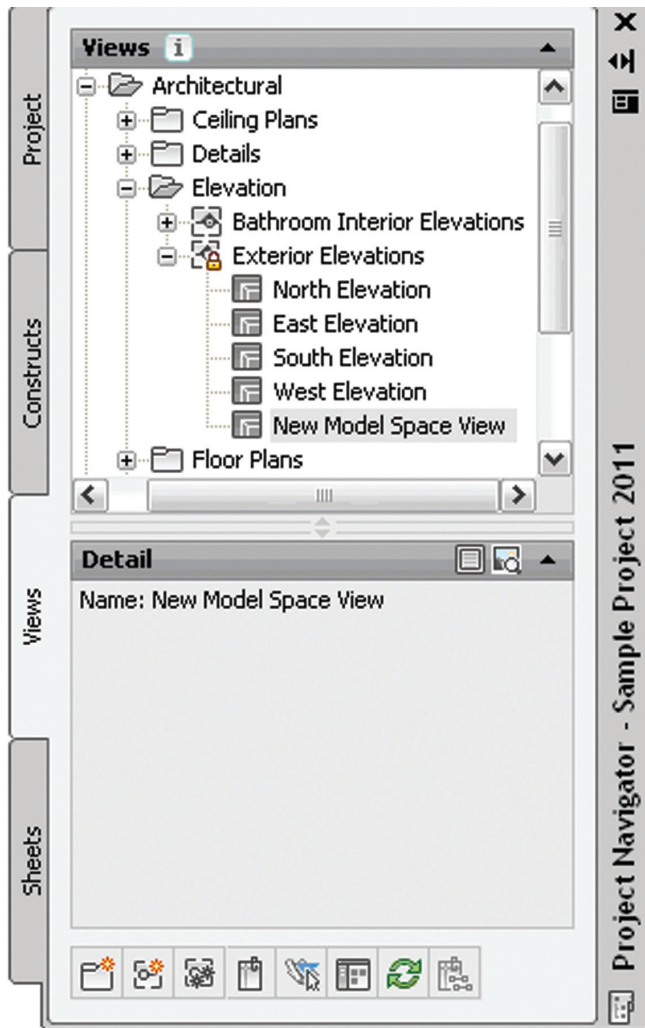 Project
Constructs
Views
Sheets
Views
Architectural
Ceiling Plans
Details
Elevation
Bathroom Interior Elevations
Exterior Elevations
North Elevation
East Elevation
South Elevation
West Elevation
New Model Space View
Floor Plans
Detail
Name: New Model Space View
Project Navigator - Sample Project 2011